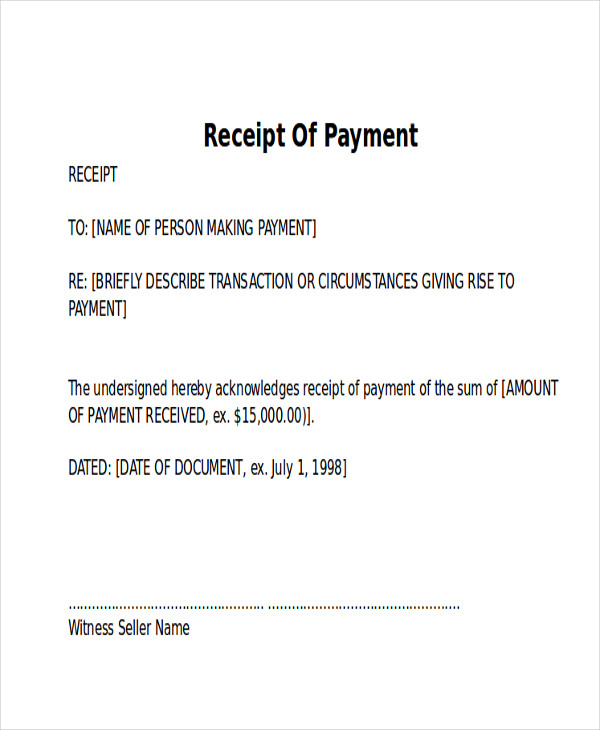 Receipt Of Payment
RECEIPT
TO: [NAME OF PERSON MAKING PAYMENT]
RE: [BRIEFLY DESCRIBE TRANSACTION OR CIRCUMSTANCES GIVING RISE TO
PAYMENT]
The undersigned hereby acknowledges receipt of payment of the sum of [AMOUNT
OF PAYMENT RECEIVED, ex. $15,000.00)].
DATED: [DATE OF DOCUMENT, ex. July 1, 1998]
................................................... ..................................................
Witness Seller Name